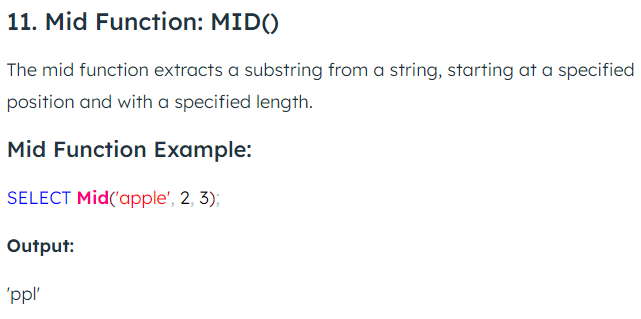 11. Mid Function: MID()
The mid function extracts a substring from a string, starting at a specified
position and with a specified length.
Mid Function Example:
SELECT Mid('apple', 2, 3);
Output:
'ppl'